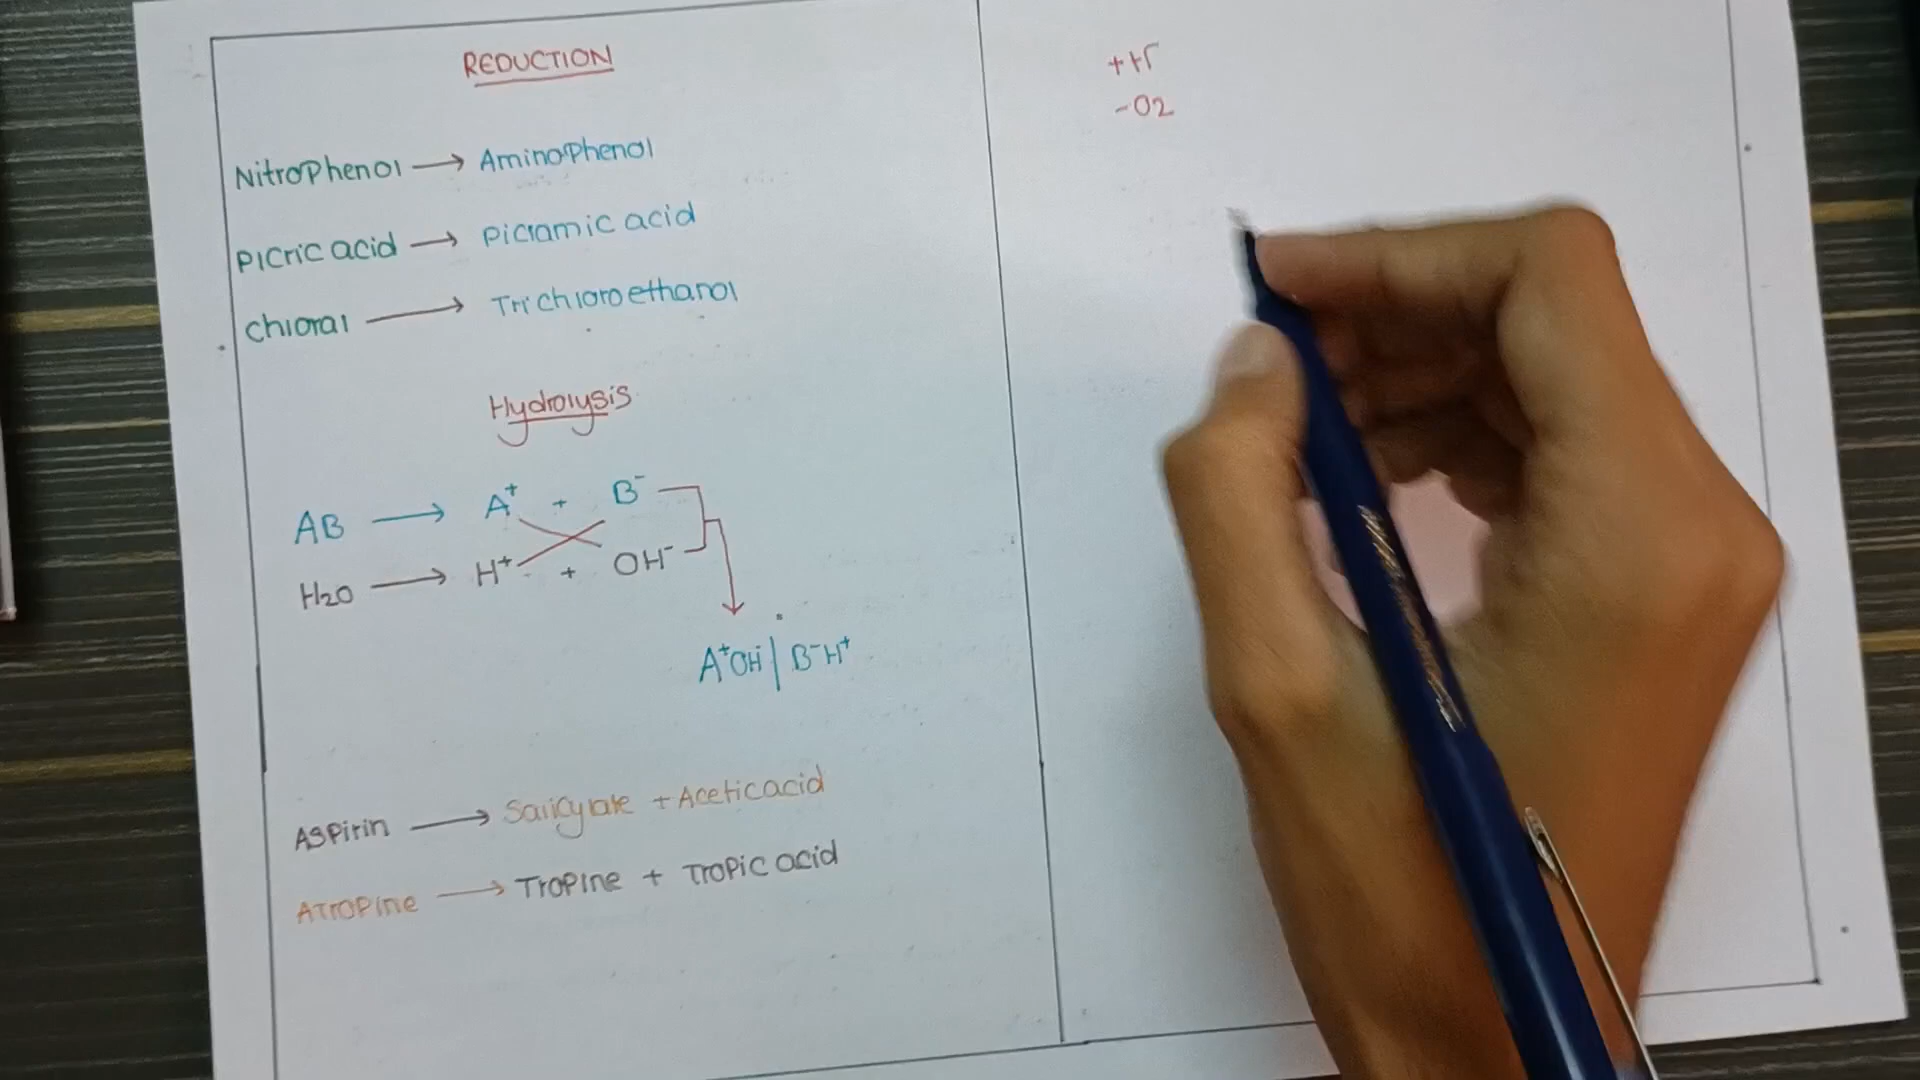 REDUCTION
Nitrophenol → Aminophenol
Picric acid → Picramic acid
Chloral → Trichloroethanol
Hydrolysis
AB → A⁺ + B⁻
H2O → H⁺ + OH⁻
A⁺OH⁻ | B⁻H⁺
Aspirin → Salicylate + Acetic acid
Atropine → Tropine + Tropic acid
-O2